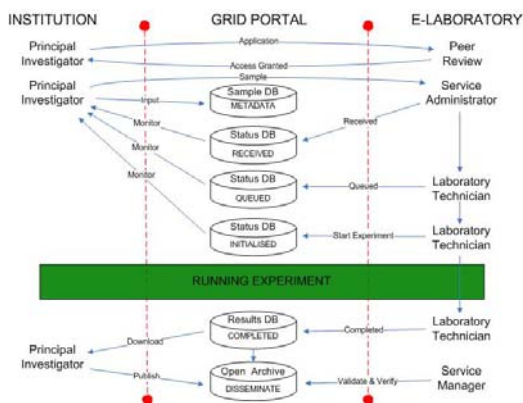 INSTITUTION GRID PORTAL E-LABORATORY
Application
Principal Investigator
Peer Review
Access Granted
Sample
Principal Investigator
Sample DB
METADATA
Input
Service Administrator
Monitor
Received
Status DB
RECEIVED
Monitor
Status DB
QUEUED
Queued
Laboratory Technician
Monitor
Status DB
INITIALISED
Start Experiment
Laboratory Technician
RUNNING EXPERIMENT
Results DB
COMPLETED
Completed
Laboratory Technician
Download
Principal Investigator
Publish
Open Archive
DISSEMINATE
Validate & Verify
Service Manager